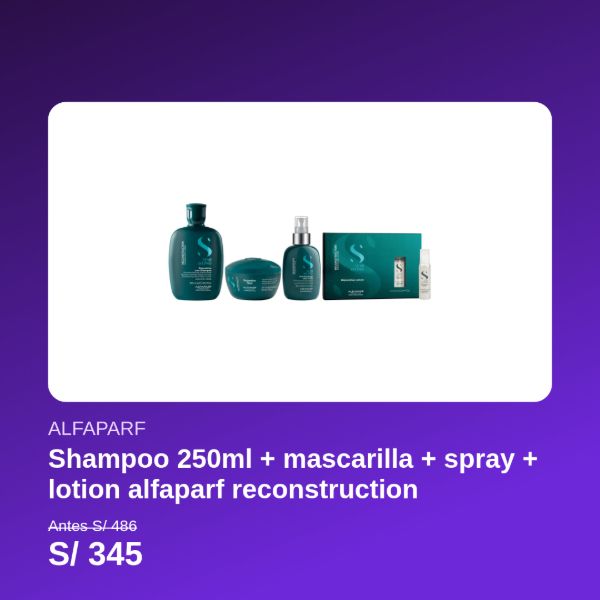 ALFAPARF
Shampoo 250ml + mascarilla + spray +
lotion alfaparf reconstruction
Antes S/ 486
S/ 345